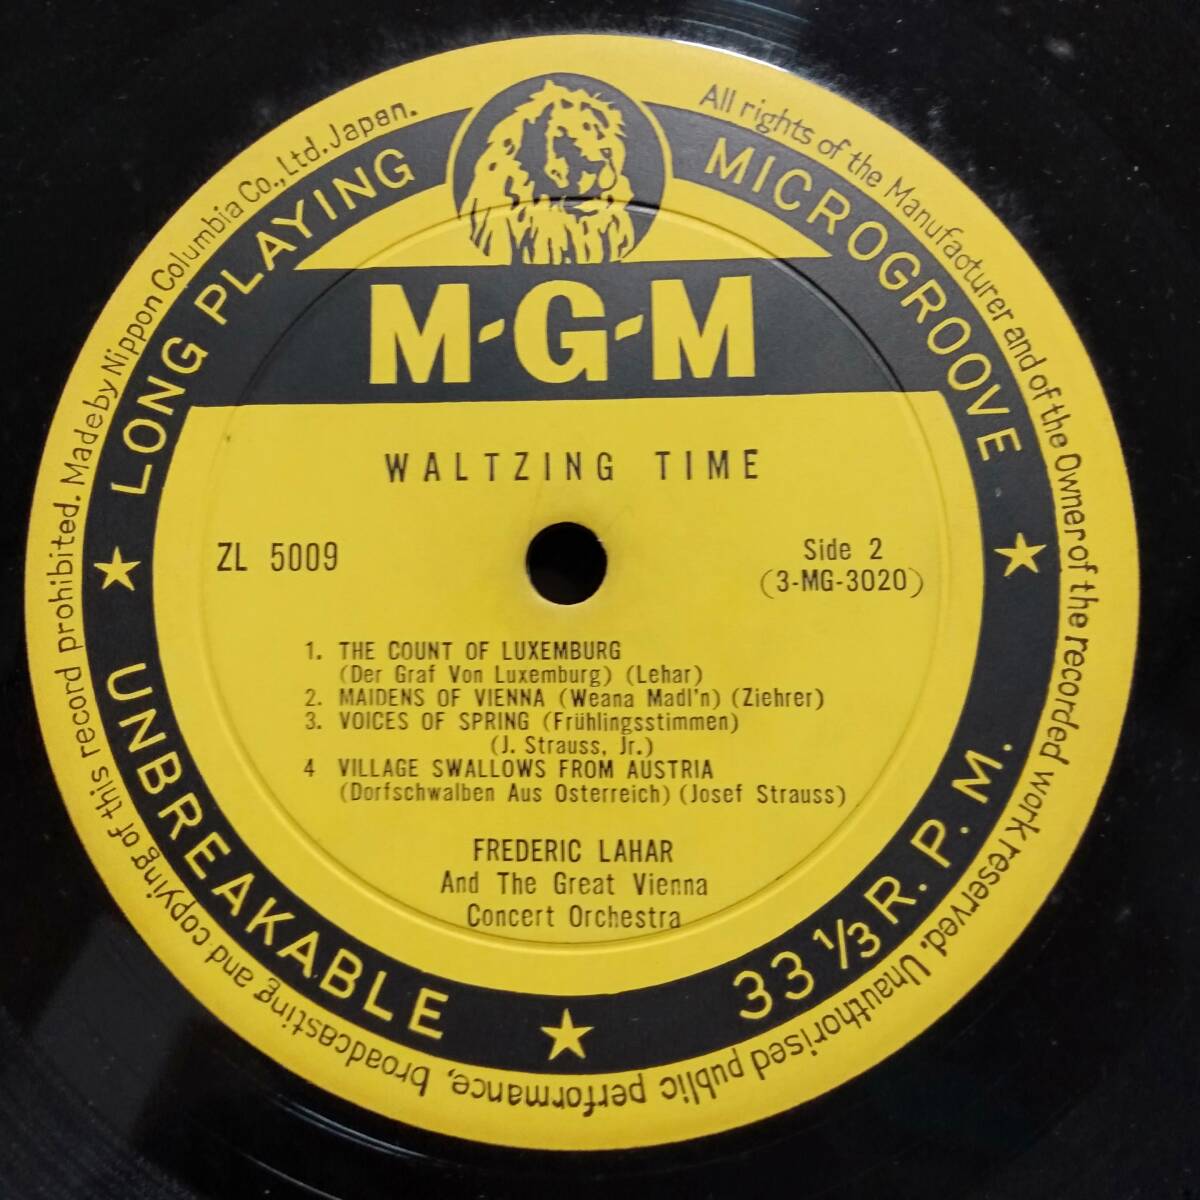 All rights of the Manufacturer and of the Owner of the recorded work reserved. Unauthorised public performance, broadcasting and copying of this record prohibited. Made by Nippon Columbia Co., Ltd. Japan.
LONG PLAYING MICROGROOVE
M-G-M
WALTZING TIME
ZL 5009
Side 2
(3-MG-3020)
1. THE COUNT OF LUXEMBURG
(Der Graf Von Luxemburg) (Lehar)
2. MAIDENS OF VIENNA (Weana Madl'n) (Ziehrer)
3. VOICES OF SPRING (Frühlingsstimmen)
(J. Strauss, Jr.)
4 VILLAGE SWALLOWS FROM AUSTRIA
(Dorfschwalben Aus Osterreich) (Josef Strauss)
FREDERIC LAHAR
And The Great Vienna
Concert Orchestra
UNBREAKABLE
33 1/3 R.P.M.